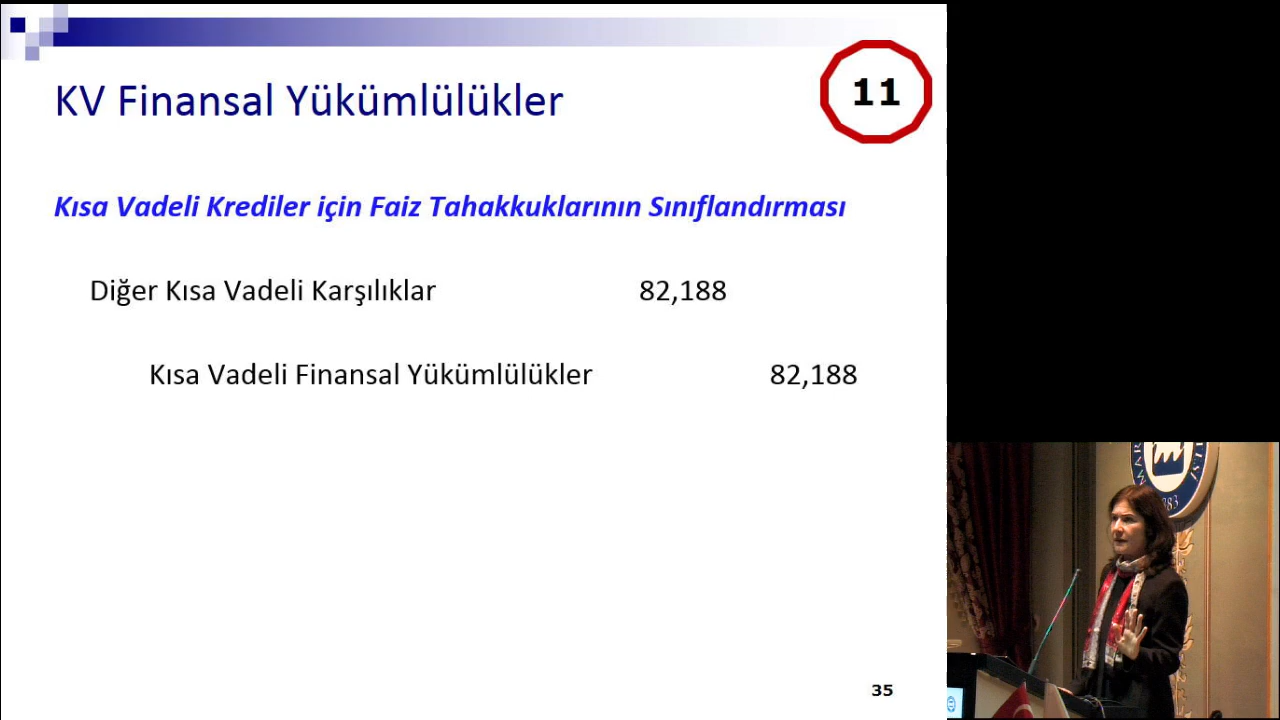 KV Finansal Yükümlülükler
11
Kısa Vadeli Krediler için Faiz Tahakkuklarının Sınıflandırması
Diğer Kısa Vadeli Karşılıklar 82,188
Kısa Vadeli Finansal Yükümlülükler 82,188
35